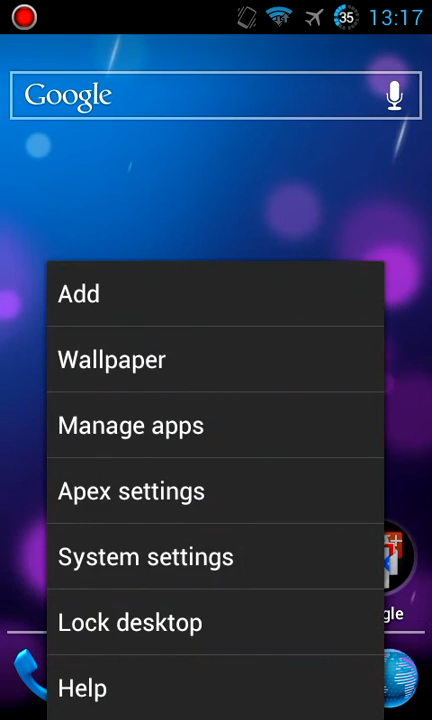 35 13:17
Google
Add
Wallpaper
Manage apps
Apex settings
System settings
Lock desktop
gle
Help